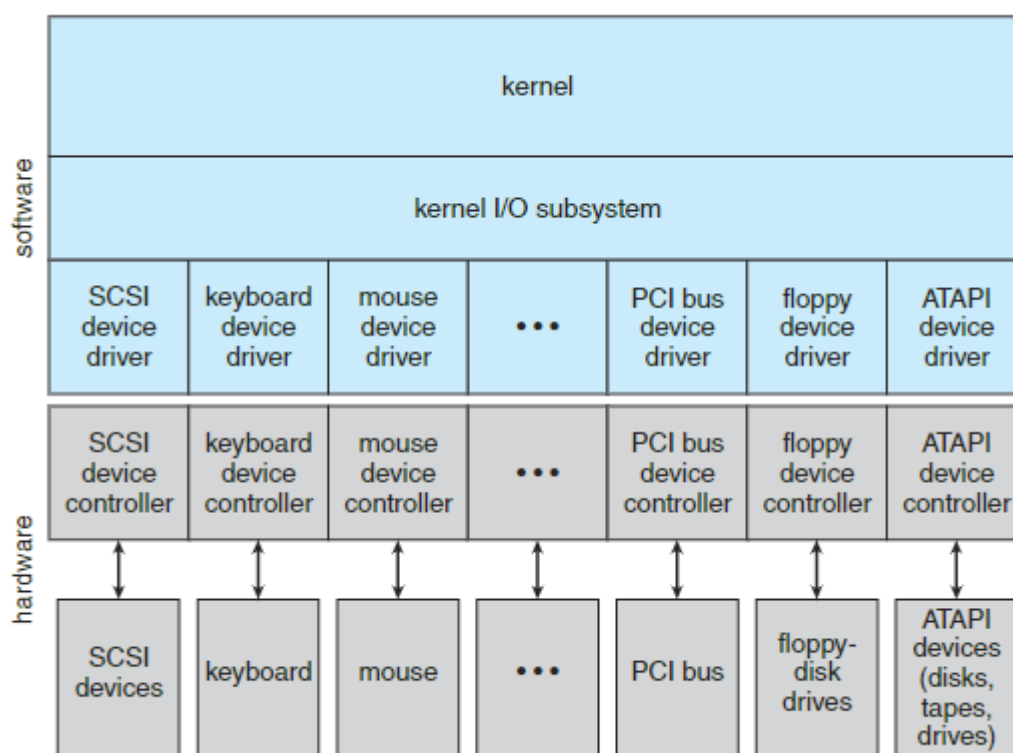 kernel
software
kernel I/O subsystem
SCSI
device
driver
keyboard
device
driver
mouse
device
driver
•••
PCI bus
device
driver
floppy
device
driver
ATAPI
device
driver
hardware
SCSI
device
controller
keyboard
device
controller
mouse
device
controller
•••
PCI bus
device
controller
floppy
device
controller
ATAPI
device
controller
SCSI
devices
keyboard
mouse
•••
PCI bus
floppy-
disk
drives
ATAPI
devices
(disks,
tapes,
drives)